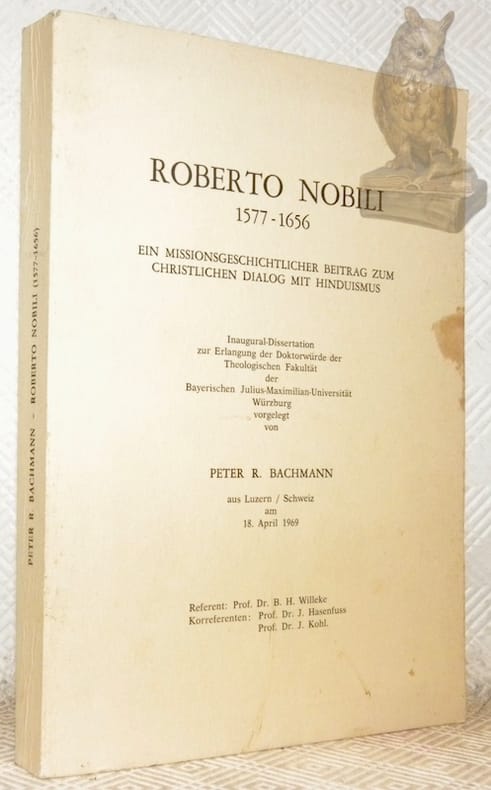 ROBERTO NOBILI
1577-1656
EIN MISSIONSGESCHICHTLICHER BEITRAG ZUM
CHRISTLICHEN DIALOG MIT HINDUISMUS
Inaugural-Dissertation
zur Erlangung der Doktorwürde der
Theologischen Fakultät
der
Bayerischen Julius-Maximilian-Universität
Würzburg
vorgelegt
von
PETER R. BACHMANN
aus Luzern / Schweiz
am
18. April 1969
Referent: Prof. Dr. B. H. Willeke
Korreferenten: Prof. Dr. J. Hasenfuss
Prof. Dr. J. Kohl.
PETER R. BACHMANN - ROBERTO NOBILI (1577-1656)